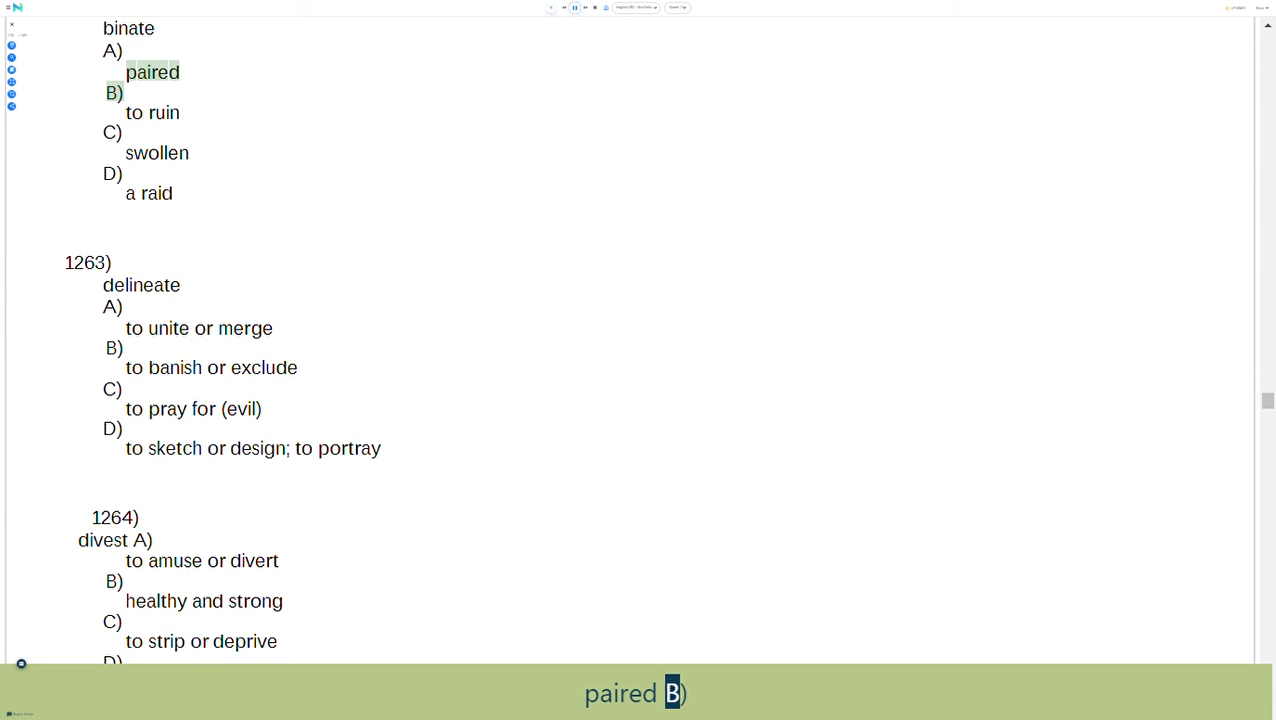 binate
A)
paired
B)
to ruin
C)
swollen
D)
a raid
1263)
delineate
A)
to unite or merge
B)
to banish or exclude
C)
to pray for (evil)
D)
to sketch or design; to portray
1264)
divest A)
to amuse or divert
B)
healthy and strong
C)
to strip or deprive
D)
paired B)